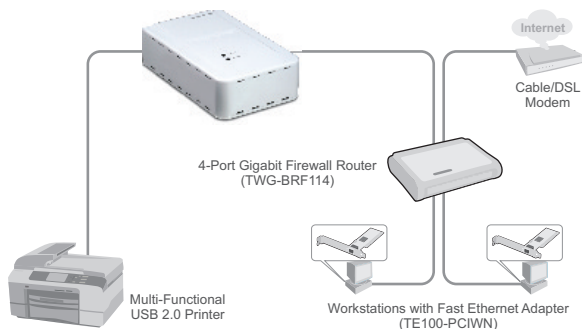 Internet
Cable/DSL
Modem
4-Port Gigabit Firewall Router
(TWG-BRF114)
Multi-Functional
USB 2.0 Printer
Workstations with Fast Ethernet Adapter
(TE100-PCIWN)